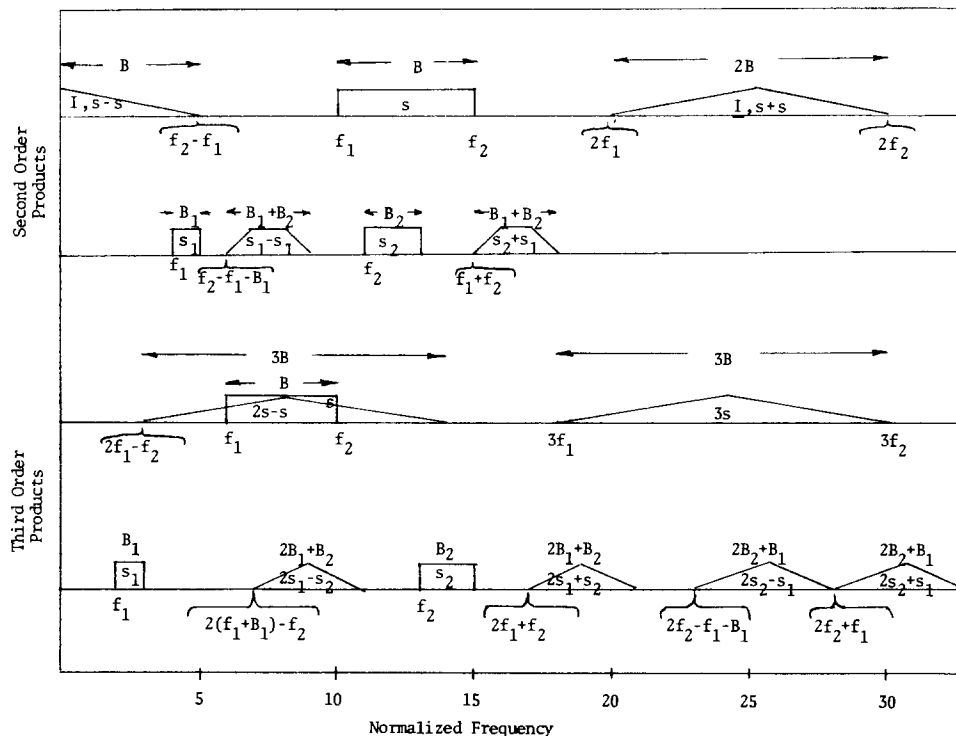 B B 2B
I,s-s s I,s+s
f₂-f₁ f₁ f₂ 2f₁ 2f₂
Second Order
Products
B₁ B₁+B₂ B₂ B₁+B₂
s₁ s₁-s₁ s₂ s₂+s₁
f₁ f₂-f₁-B₁ f₂ f₁+f₂
3B 3B
B
2s-s s 3s
2f₁-f₂ f₁ f₂ 3f₁ 3f₂
Third Order
Products
B₁ 2B₁+B₂ B₂ 2B₁+B₂ 2B₂+B₁ 2B₂+B₁
s₁ 2s₁-s₂ s₂ 2s₁+s₂ 2s₂-s₁ 2s₂+s₁
f₁ 2(f₁+B₁)-f₂ f₂ 2f₁+f₂ 2f₂-f₁-B₁ 2f₂+f₁
5 10 15 20 25 30
Normalized Frequency